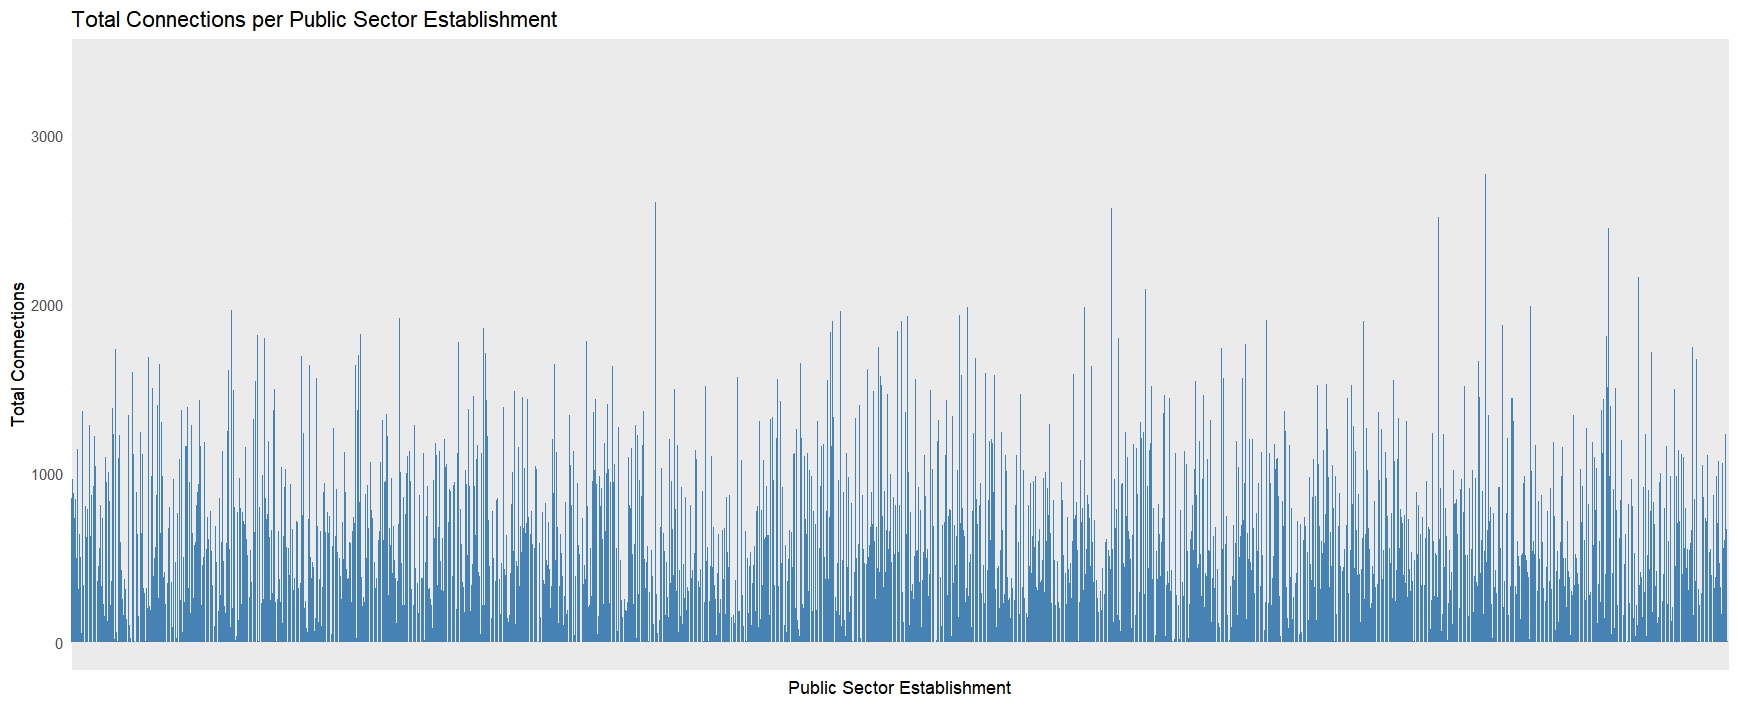 Total Connections per Public Sector Establishment
3000
2000
1000
0
Total Connections
Public Sector Establishment